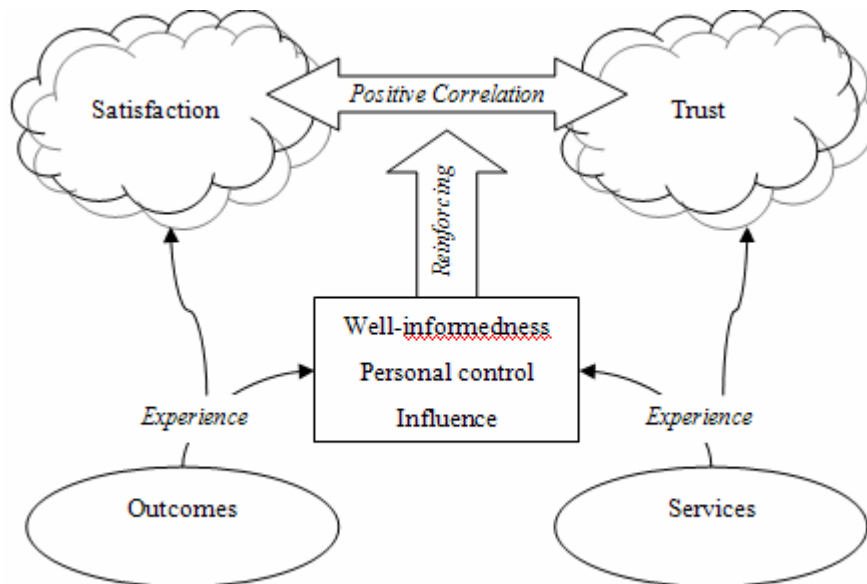 Positive Correlation
Satisfaction
Trust
Reinforcing
Well-informedness
Personal control
Influence
Experience
Experience
Outcomes
Services